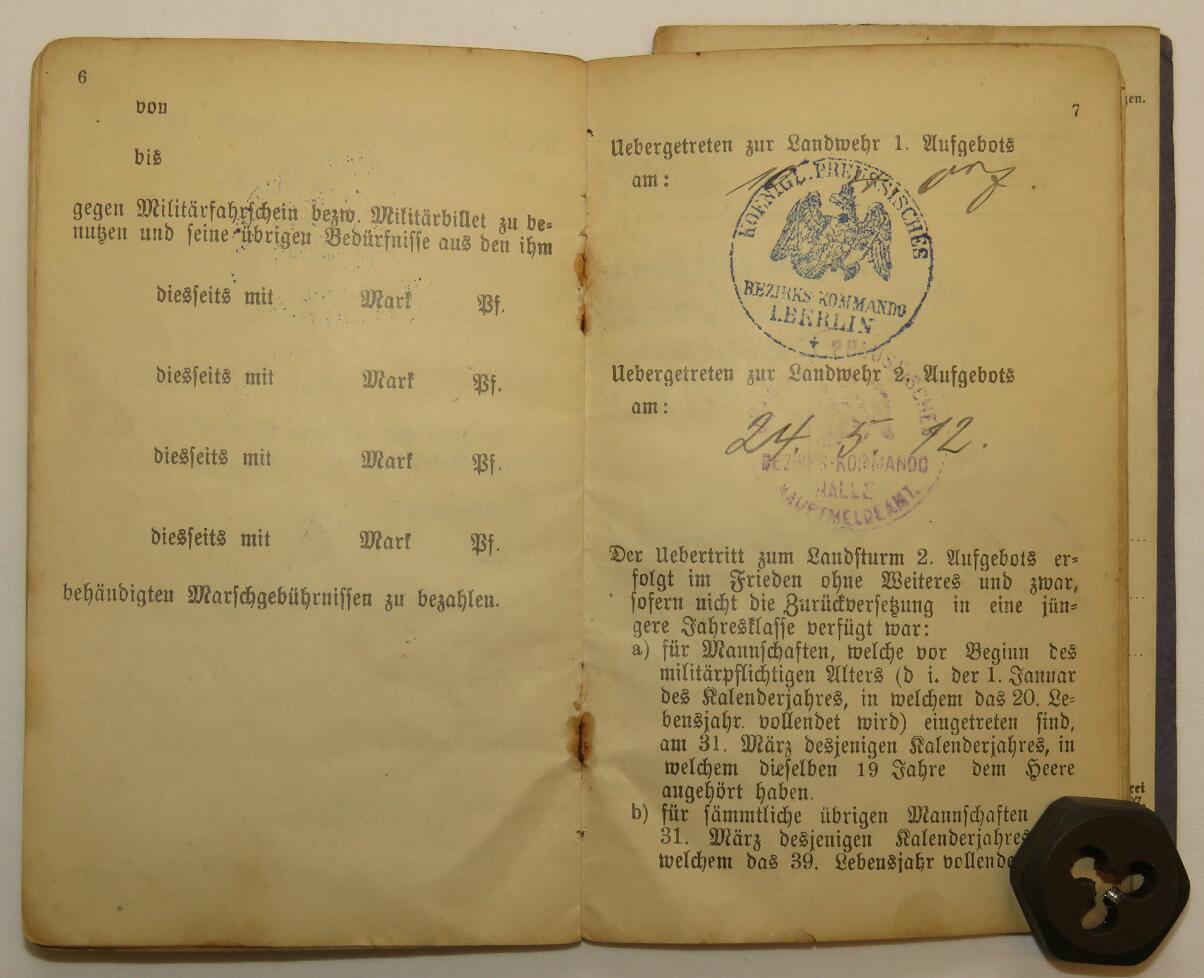 6
von
bis
gegen Militärfahrschein bezw. Militärbillet zu be-
nutzen und seine übrigen Bedürfnisse aus den ihm
diesseits mit Mark Pf.
diesseits mit Mark Pf.
diesseits mit Mark Pf.
diesseits mit Mark Pf.
behändigten Marschgebührnissen zu bezahlen.
7
Uebergetreten zur Landwehr 1. Aufgebots
am:
KOENIGL. PREUSSISCHES
BEZIRKS-KOMMANDO
I. BERLIN
Uebergetreten zur Landwehr 2. Aufgebots
am:
24. 5. 12.
BEZIRKS-KOMMANDO
HALLE
HAUPTMELDEAMT.
Der Uebertritt zum Landsturm 2. Aufgebots er-
folgt im Frieden ohne Weiteres und zwar,
sofern nicht die Zurückversetzung in eine jün-
gere Jahresklasse verfügt war:
a) für Mannschaften, welche vor Beginn des
militärpflichtigen Alters (d i. der 1. Januar
des Kalenderjahres, in welchem das 20. Le-
bensjahr vollendet wird) eingetreten sind,
am 31. März desjenigen Kalenderjahres, in
welchem dieselben 19 Jahre dem Heere
angehört haben.
b) für sämmtliche übrigen Mannschaften
31. März desjenigen Kalenderjahres
welchem das 39. Lebensjahr vollende